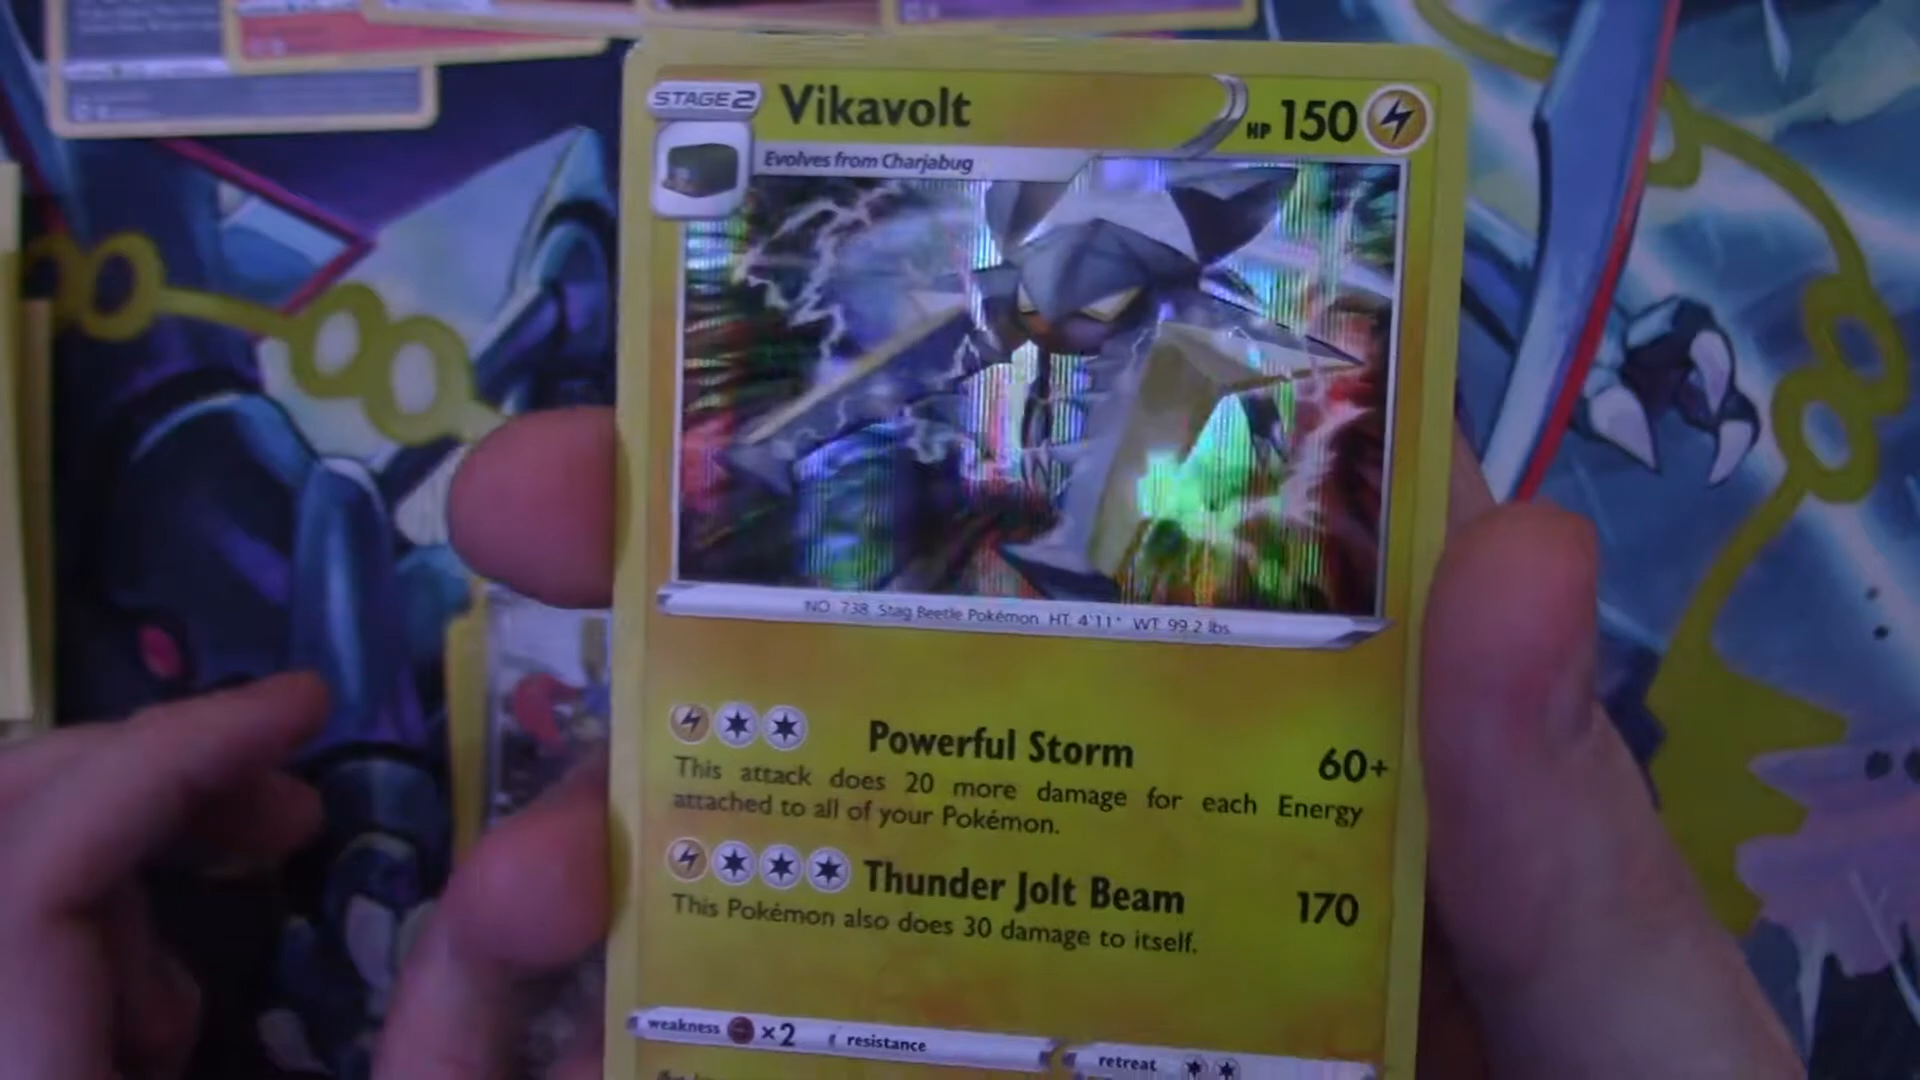 STAGE 2 Vikavolt HP 150
Evolves from Charjabug
NO. 738 Stag Beetle Pokémon HT: 4'11" WT: 99.2 lbs.
Powerful Storm 60+
This attack does 20 more damage for each Energy
attached to all of your Pokémon.
Thunder Jolt Beam 170
This Pokémon also does 30 damage to itself.
weakness ×2 resistance retreat